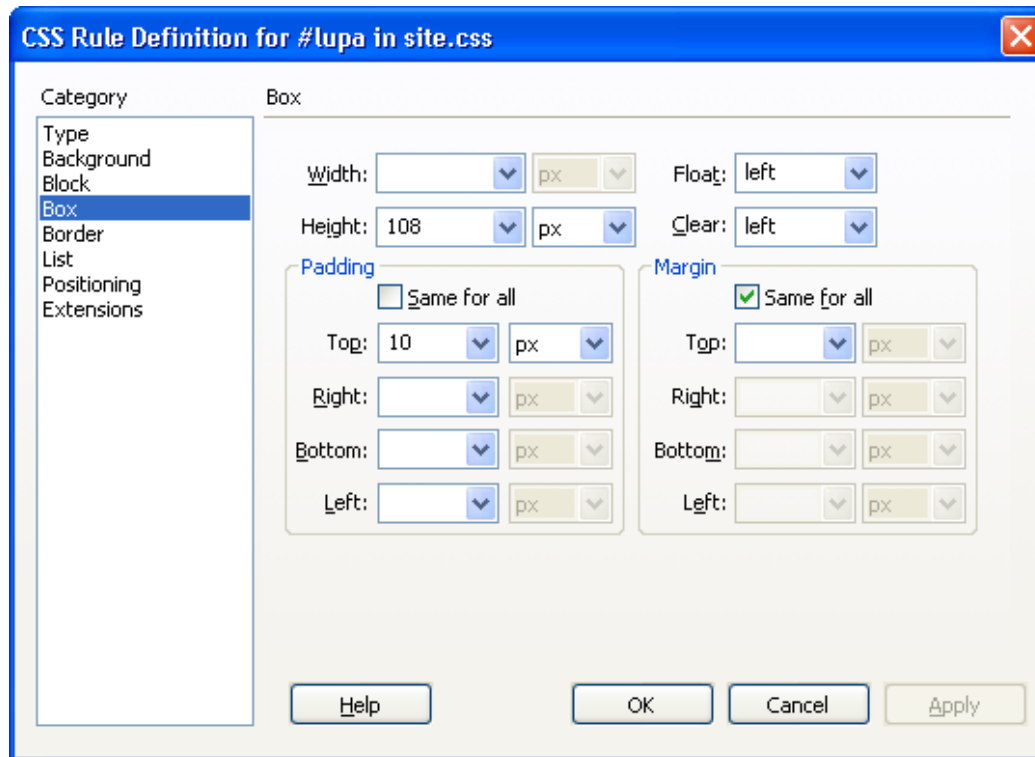 CSS Rule Definition for #lupa in site.css
Category
Type
Background
Block
Box
Border
List
Positioning
Extensions
Box
Width: px Float: left
Height: 108 px Clear: left
Padding
Same for all
Top: 10 px
Right: px
Bottom: px
Left: px
Margin
Same for all
Top: px
Right: px
Bottom: px
Left: px
Help OK Cancel Apply